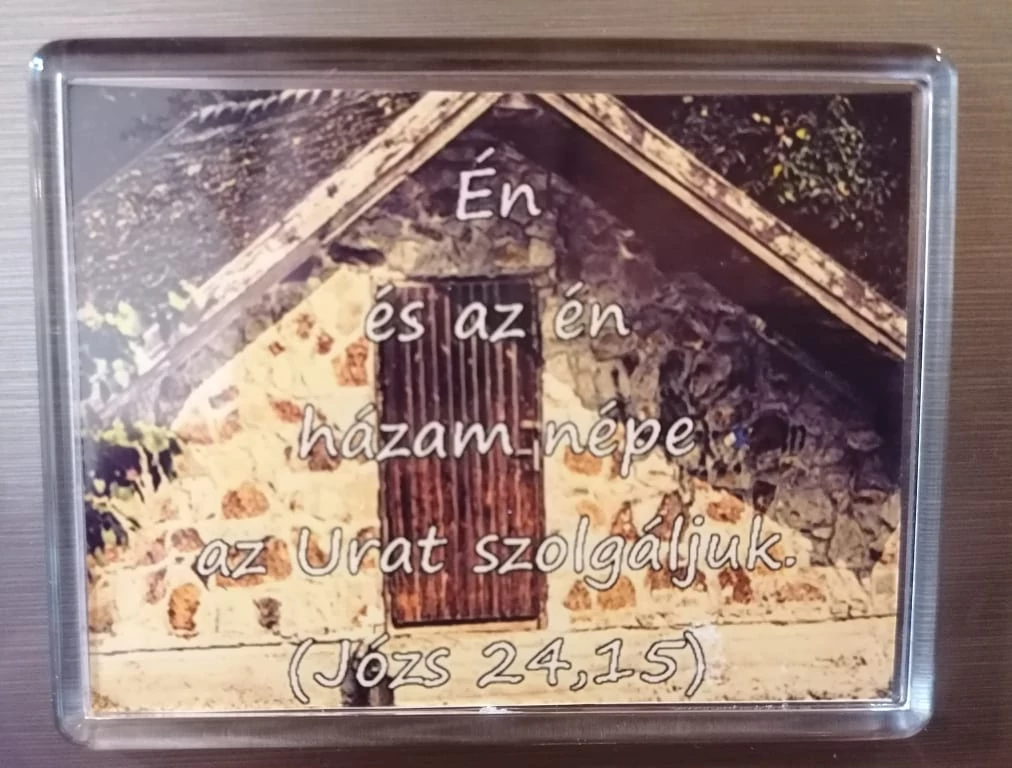 Én
és az én
házam népe
az Urat szolgáljuk.
(Józs 24,15)